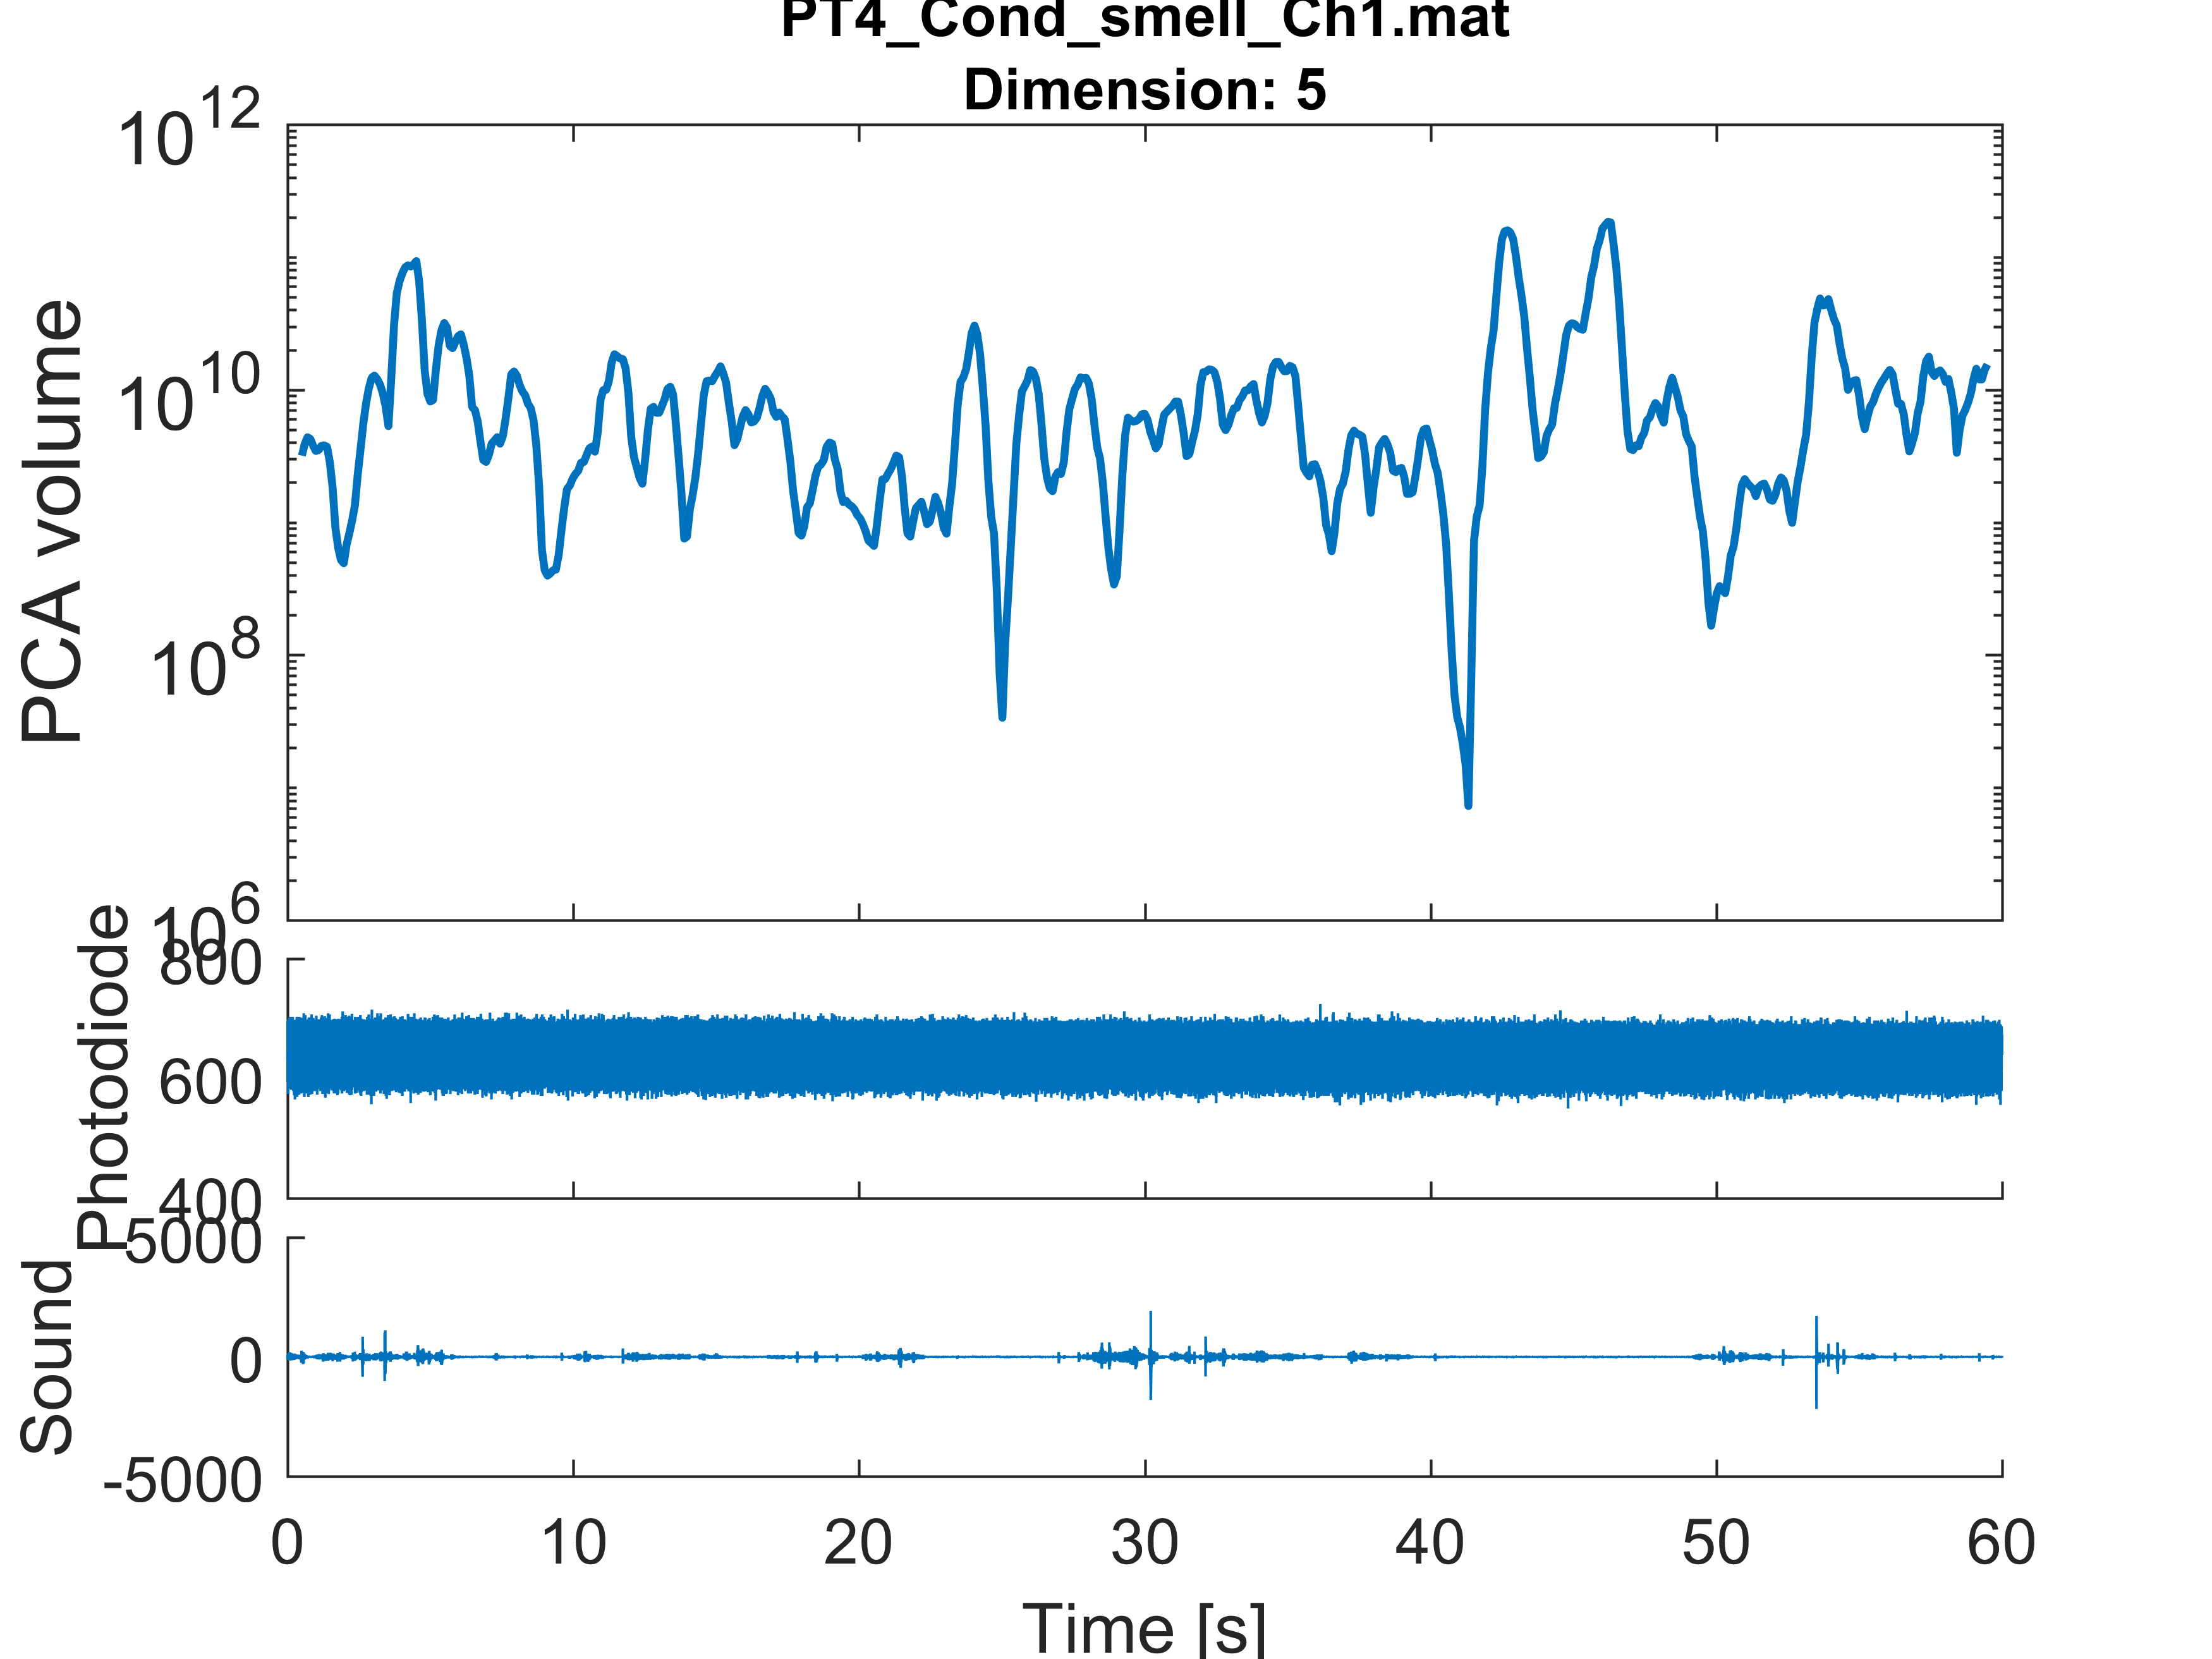 PT4_Cond_smell_Ch1.mat
Dimension: 5
PCA volume
10^12
10^10
10^8
10^6
Photodiode
800
600
400
Sound
5000
0
-5000
0 10 20 30 40 50 60
Time [s]